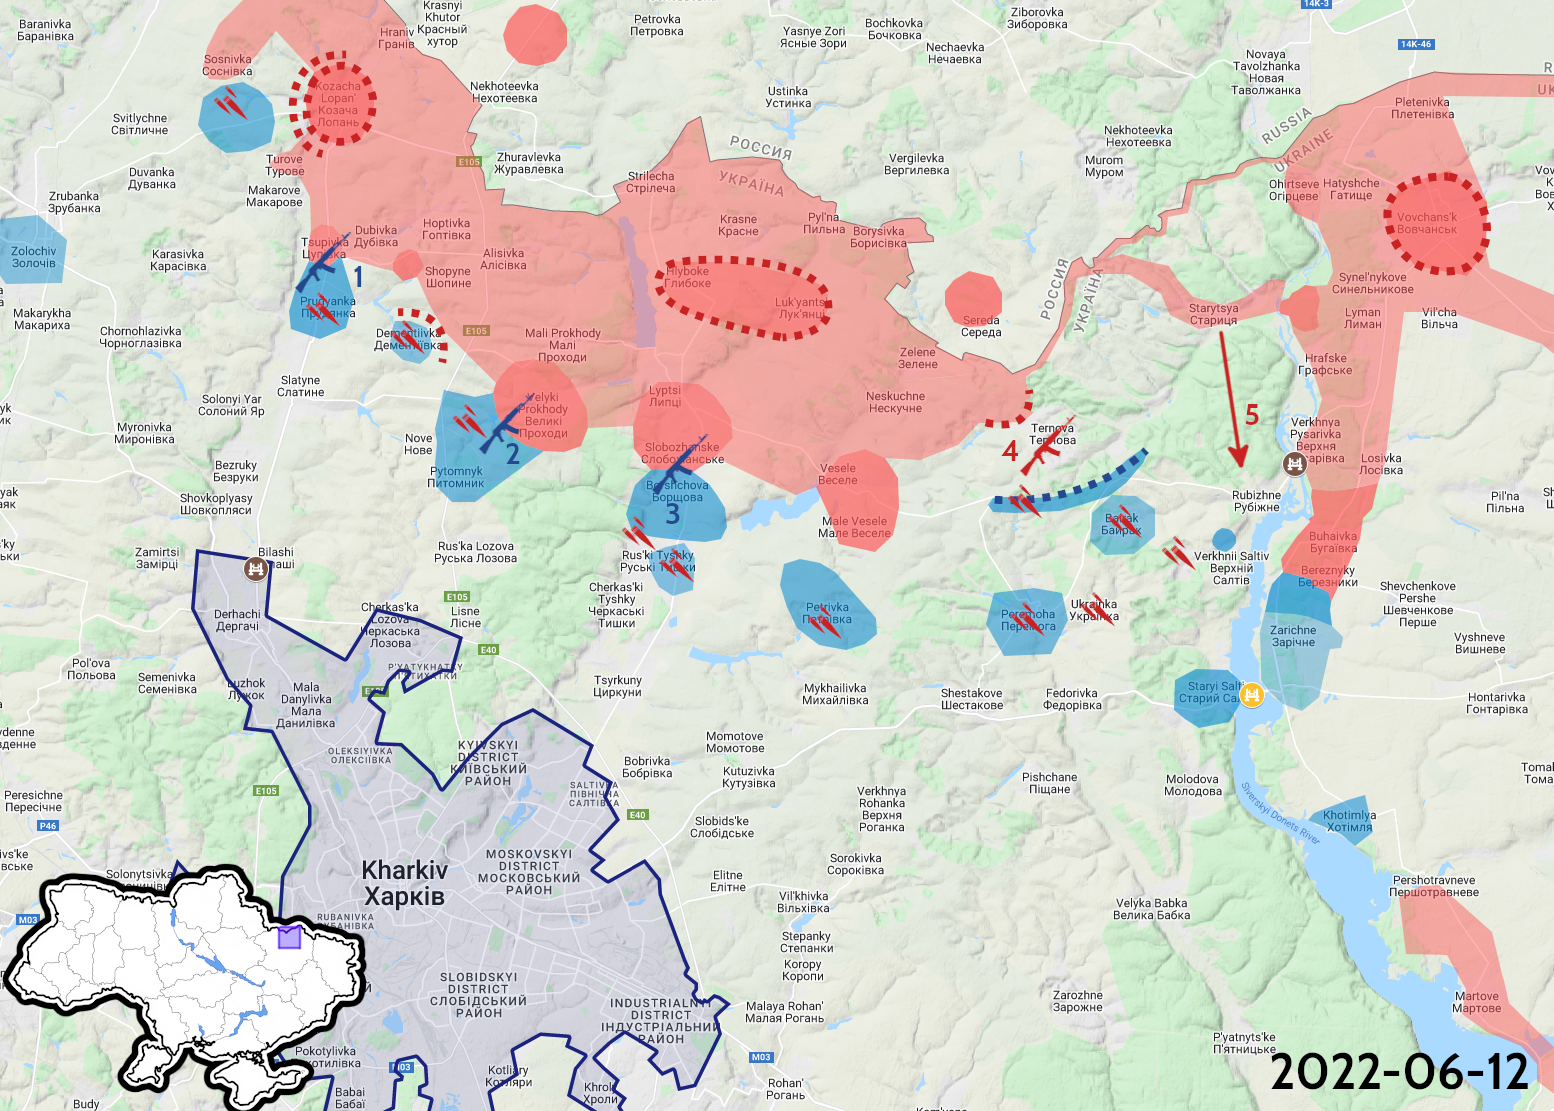 Baranivka
Баранівка
Krasnyi
Khutor
Красный
хутор
Hraniv
Гранів
Petrovka
Петровка
Yasnye Zori
Ясные Зори
Bochkovka
Бочковка
Ziborovka
Зиборовка
14K-3
Nechaevka
Нечаевка
14K-46
Novaya
Tavolzhanka
Новая
Таволжанка
Sosnivka
Соснівка
Kozacha
Lopan'
Козача
Лопань
Nekhoteevka
Нехотеевка
Ustinka
Устинка
RUSSIA
UKRAINE
Pletenivka
Плетенівка
Svitlychne
Світличне
Turove
Турове
E105
Zhuravlevka
Журавлевка
РОССИЯ
УКРАЇНА
Nekhoteevka
Нехотеевка
Vergilevka
Вергилевка
Murom
Муром
Duvanka
Дуванка
Makarove
Макарове
Strilecha
Стрілеча
Ohirtseve
Огірцеве
Hatyshche
Гатище
Zrubanka
Зрубанка
Vovchans'k
Вовчанськ
Krasne
Красне
Pyl'na
Пильна
Borysivka
Борисівка
Hoptivka
Гоптівка
Dubivka
Дубівка
Tsupivka
Цупівка
Zolochiv
Золочів
Karasivka
Карасівка
Alisivka
Алісівка
Shopyne
Шопине
1
Hlyboke
Глибоке
Luk'yantsi
Лук'янці
РОССИЯ
УКРАЇНА
Synel'nykove
Синельникове
Prudyanka
Прудянка
Makarykha
Макариха
Chornohlazivka
Чорноглазівка
Dementiivka
Дементіївка
E105
Mali Prokhody
Малі
Проходи
Sereda
Середа
Starytsya
Стариця
Lyman
Лиман
Vil'cha
Вільча
Zelene
Зелене
Hrafske
Графське
Slatyne
Слатине
Solonyi Yar
Солоний Яр
Velyki
Prokhody
Великі
Проходи
Lyptsi
Липці
Neskuchne
Нескучне
5
Myronivka
Миронівка
Nove
Нове
2
Slobozhanske
Слобожанське
4
Ternova
Тернова
Verkhnya
Pysarivka
Верхня
Писарівка
Losivka
Лосівка
Bezruky
Безруки
Pytomnyk
Питомник
Borshchova
Борщова
3
Vesele
Веселе
Shovkoplyasy
Шовкопляси
Rubizhne
Рубіжне
Pil'na
Пільна
Male Vesele
Мале Веселе
Bairak
Байрак
Zamirtsi
Замірці
Bilashi
Rus'ka Lozova
Руська Лозова
Rus'ki Tyshky
Руські Тишки
Verkhnii Saltiv
Верхній
Салтів
Buhaivka
Бугаївка
Bereznyky
Березники
Shevchenkove
Pershe
Шевченкове
Перше
Derhachi
Дергачі
Cherkas'ka
Lozova
Черкаська
Лозова
E105
Lisne
Лісне
Cherkas'ki
Tyshky
Черкаські
Тишки
Petrivka
Петрівка
Peremoha
Перемога
Ukrainka
Українка
Zarichne
Зарічне
Vyshneve
Вишневе
E40
Pol'ova
Польова
Semenivka
Семенівка
Luzhok
Лужок
Mala
Danylivka
Мала
Данилівка
P'YATYKHATKY
П'ЯТИХАТКИ
Tsyrkuny
Циркуни
Mykhailivka
Михайлівка
Shestakove
Шестакове
Fedorivka
Федорівка
Staryi Saltiv
Старий Салтів
Hontarivka
Гонтарівка
OLEKSIYIVKA
ОЛЕКСІЇВКА
KYIVSKYI
DISTRICT
КИЇВСЬКИЙ
РАЙОН
Momotove
Момотове
Bobrivka
Бобрівка
Kutuzivka
Кутузівка
Pishchane
Піщане
Molodova
Молодова
SALTIVKA
ПІВНІЧНА
САЛТІВКА
E105
Peresichne
Пересічне
P46
E40
Slobids'ke
Слобідське
Verkhnya
Rohanka
Верхня
Роганка
Siverskyi Donets River
Khotimlya
Хотімля
Kharkiv
Харків
MOSKOVSKYI
DISTRICT
МОСКОВСЬКИЙ
РАЙОН
Sorokivka
Сороківка
Elitne
Елітне
Solonytsivka
Vil'khivka
Вільхівка
Velyka Babka
Велика Бабка
Pershotravneve
Першотравневе
M03
RUBANIVKA
Stepanky
Степанки
Koropy
Коропи
SLOBIDSKYI
DISTRICT
СЛОБІДСЬКИЙ
РАЙОН
INDUSTRIALNYI
DISTRICT
ІНДУСТРІАЛЬНИЙ
РАЙОН
Malaya Rohan'
Малая Рогань
Zarozhne
Зарожне
Martove
Мартове
P'yatnyts'ke
П'ятницьке
Pokotylivka
M03
M03
Kotliary
Котляри
Rohan'
Рогань
Babai
Бабаї
Khroly
Хроли
Budy
2022-06-12